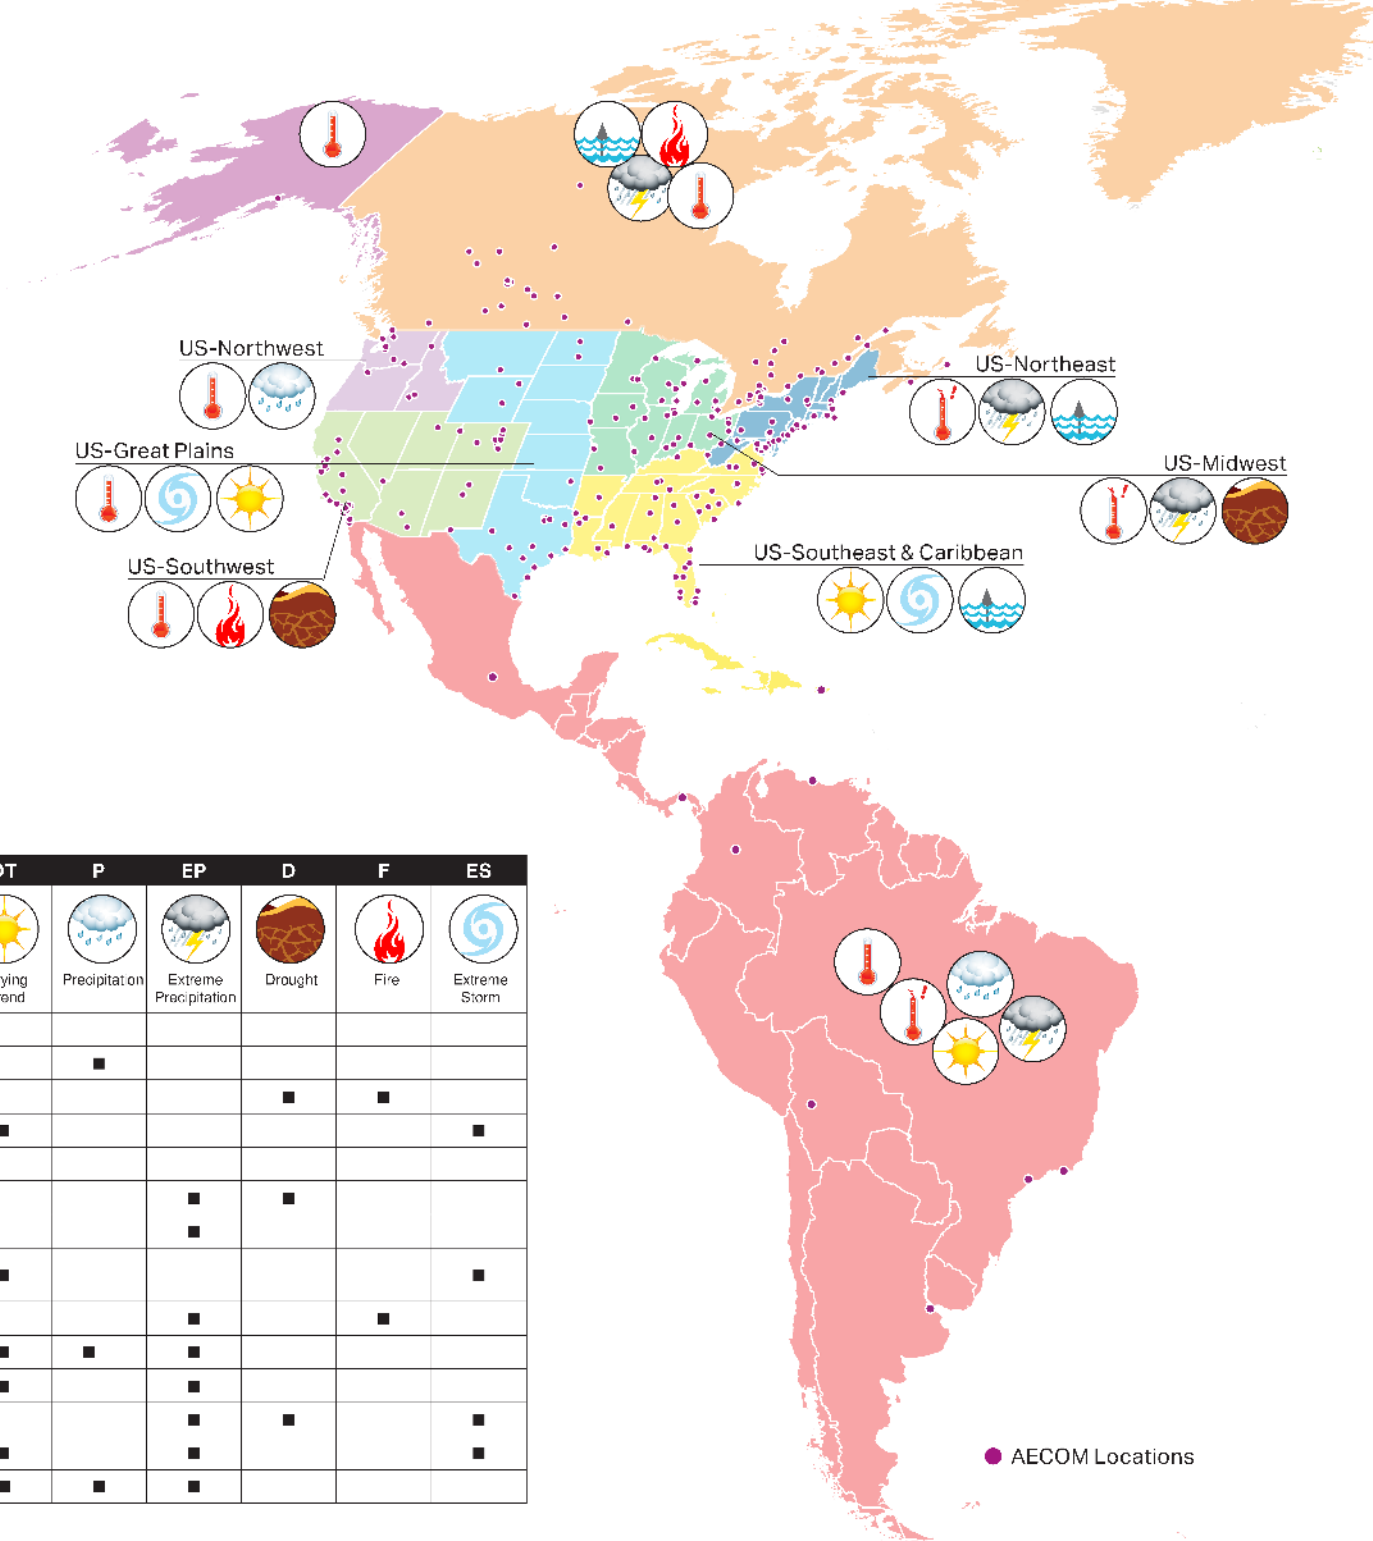 US-Northwest
US-Northeast
US-Great Plains
US-Midwest
US-Southeast & Caribbean
US-Southwest
P EP D F ES
Precipitation Extreme Drought Fire Extreme
Precipitation Storm
AECOM Locations